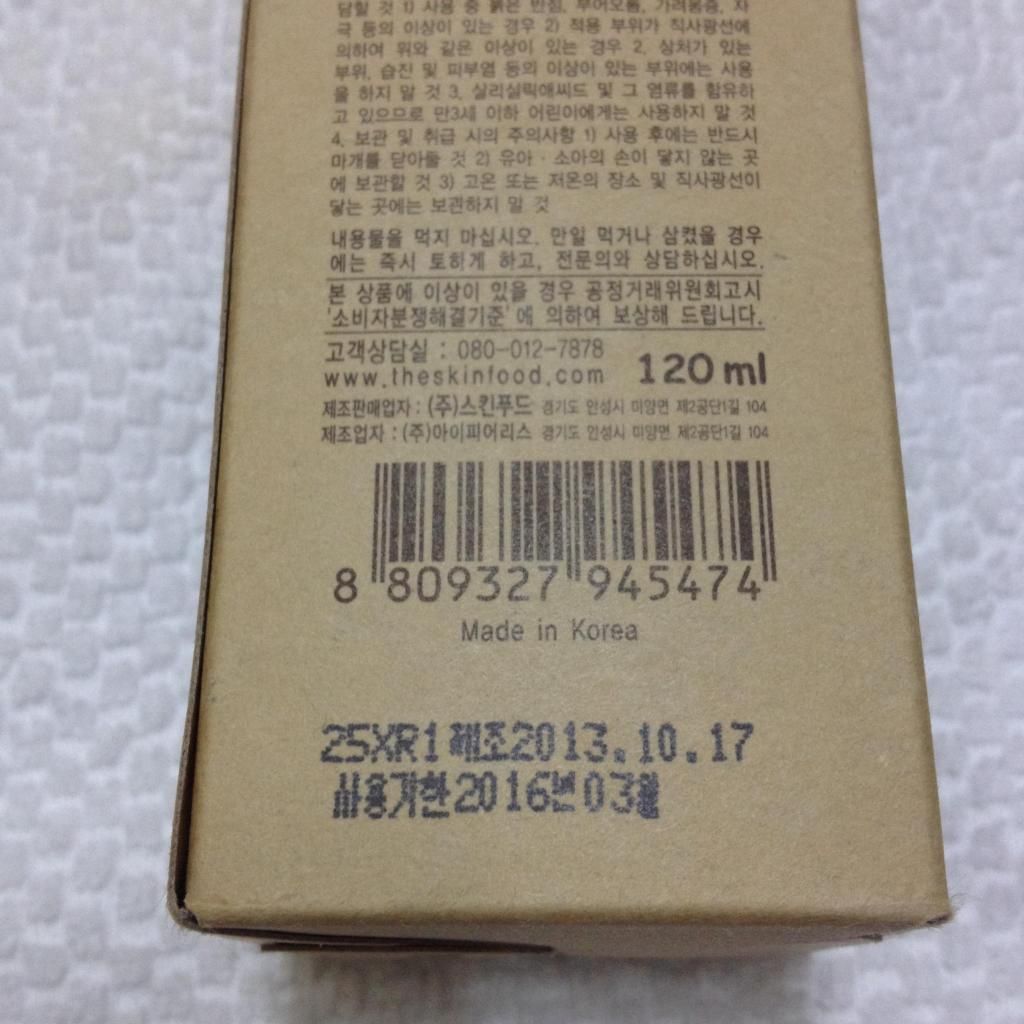 담할 것 1) 사용 중 붉은 반점, 부어오름, 가려움증, 자
극 등의 이상이 있는 경우 2) 적용 부위가 직사광선에
의하여 위와 같은 이상이 있는 경우 2. 상처가 있는
부위, 습진 및 피부염 등의 이상이 있는 부위에는 사용
을 하지 말 것 3. 실리실릭애씨드 및 그 염류를 함유하
고 있으므로 만3세 이하 어린이에게는 사용하지 말 것
4. 보관 및 취급 시의 주의사항 1) 사용 후에는 반드시
마개를 닫아둘 것 2) 유아 · 소아의 손이 닿지 않는 곳
에 보관할 것 3) 고온 또는 저온의 장소 및 직사광선이
닿는 곳에는 보관하지 말 것
내용물을 먹지 마십시오. 만일 먹거나 삼켰을 경우
에는 즉시 토하게 하고, 전문의와 상담하십시오.
본 상품에 이상이 있을 경우 공정거래위원회고시
'소비자분쟁해결기준'에 의하여 보상해 드립니다.
고객상담실 : 080-012-7878
www.theskinfood.com 120 ml
제조판매업자 : (주)스킨푸드 경기도 안성시 미양면 제2공단1길 104
제조업자 : (주)아이피어리스 경기도 안성시 미양면 제2공단1길 104
8 809327 945474
Made in Korea
25XR1제조2013.10.17
사용기한2016년03월